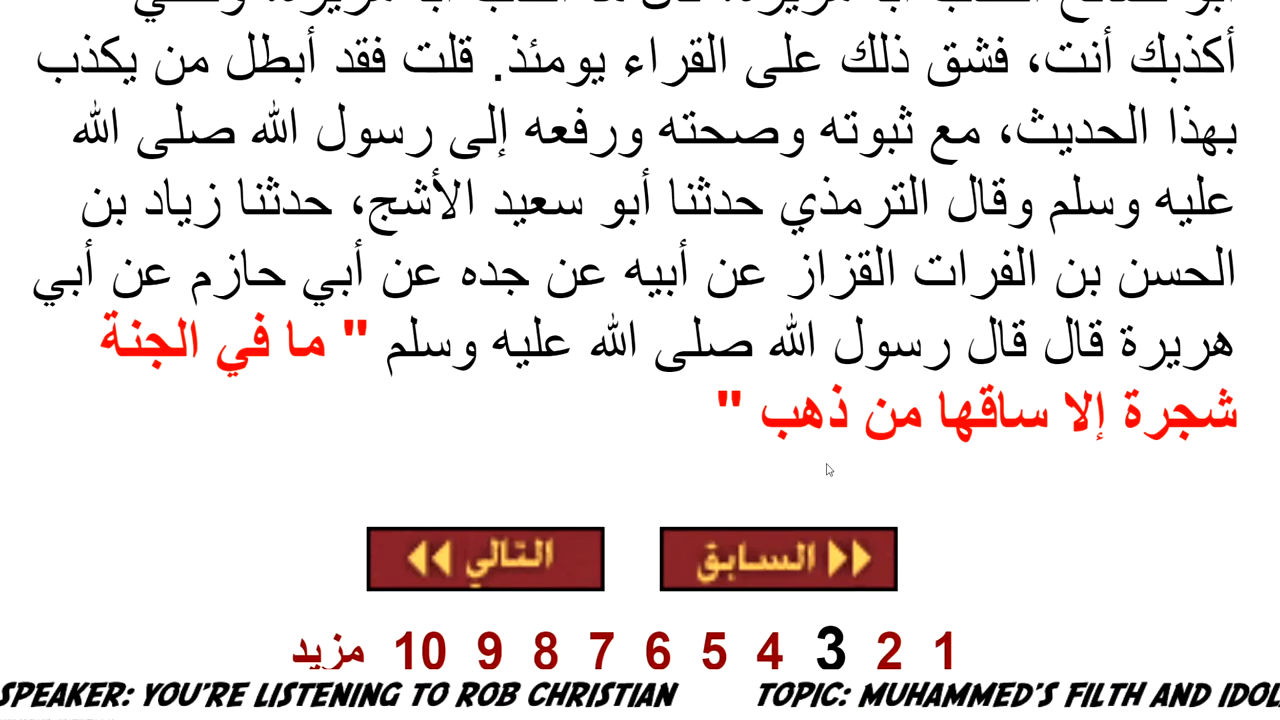 أكذبك أنت، فشق ذلك على القراء يومئذ. قلت فقد أبطل من يكذب
بهذا الحديث، مع ثبوته وصحته ورفعه إلى رسول الله صلى الله
عليه وسلم وقال الترمذي حدثنا أبو سعيد الأشج، حدثنا زياد بن
الحسن بن الفرات القزاز عن أبيه عن جده عن أبي حازم عن أبي
هريرة قال قال رسول الله صلى الله عليه وسلم " ما في الجنة
شجرة إلا ساقها من ذهب "
السابق التالي
1 2 3 4 5 6 7 8 9 10 مزيد
SPEAKER: YOU'RE LISTENING TO ROB CHRISTIAN TOPIC: MUHAMMED'S FILTH AND IDOL